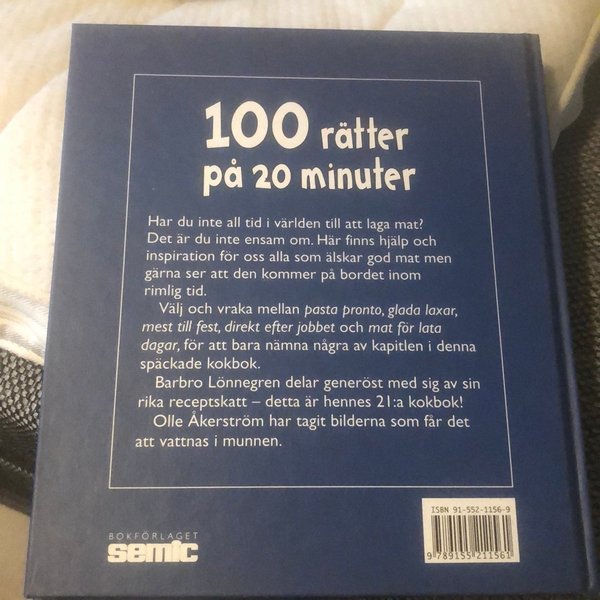 100 rätter
på 20 minuter
Har du inte all tid i världen till att laga mat?
Det är du inte ensam om. Här finns hjälp och
inspiration för oss alla som älskar god mat men
gärna ser att den kommer på bordet inom
rimlig tid.
Välj och vraka mellan pasta pronto, glada laxar,
mest till fest, direkt efter jobbet och mat för lata
dagar, för att bara nämna några av kapitlen i denna
späckade kokbok.
Barbro Lönnegren delar generöst med sig av sin
rika receptskatt – detta är hennes 21:a kokbok!
Olle Åkerström har tagit bilderna som får det
att vattnas i munnen.
ISBN 91-552-1156-9
9 789155 211561
BOKFÖRLAGET
semic